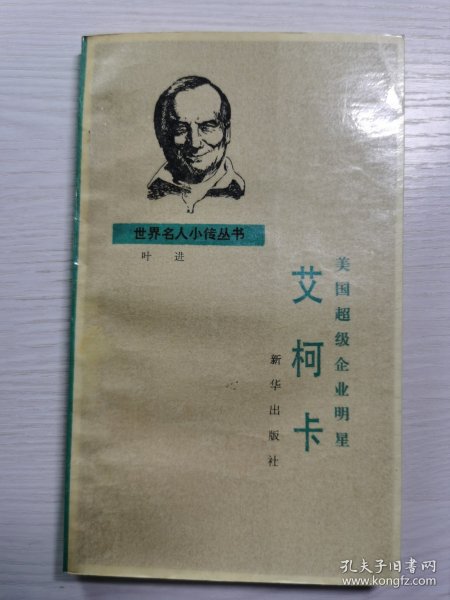 世界名人小传丛书
叶 进
美国超级企业明星
艾柯卡
新华出版社
孔夫子旧书网
www.kongfz.com